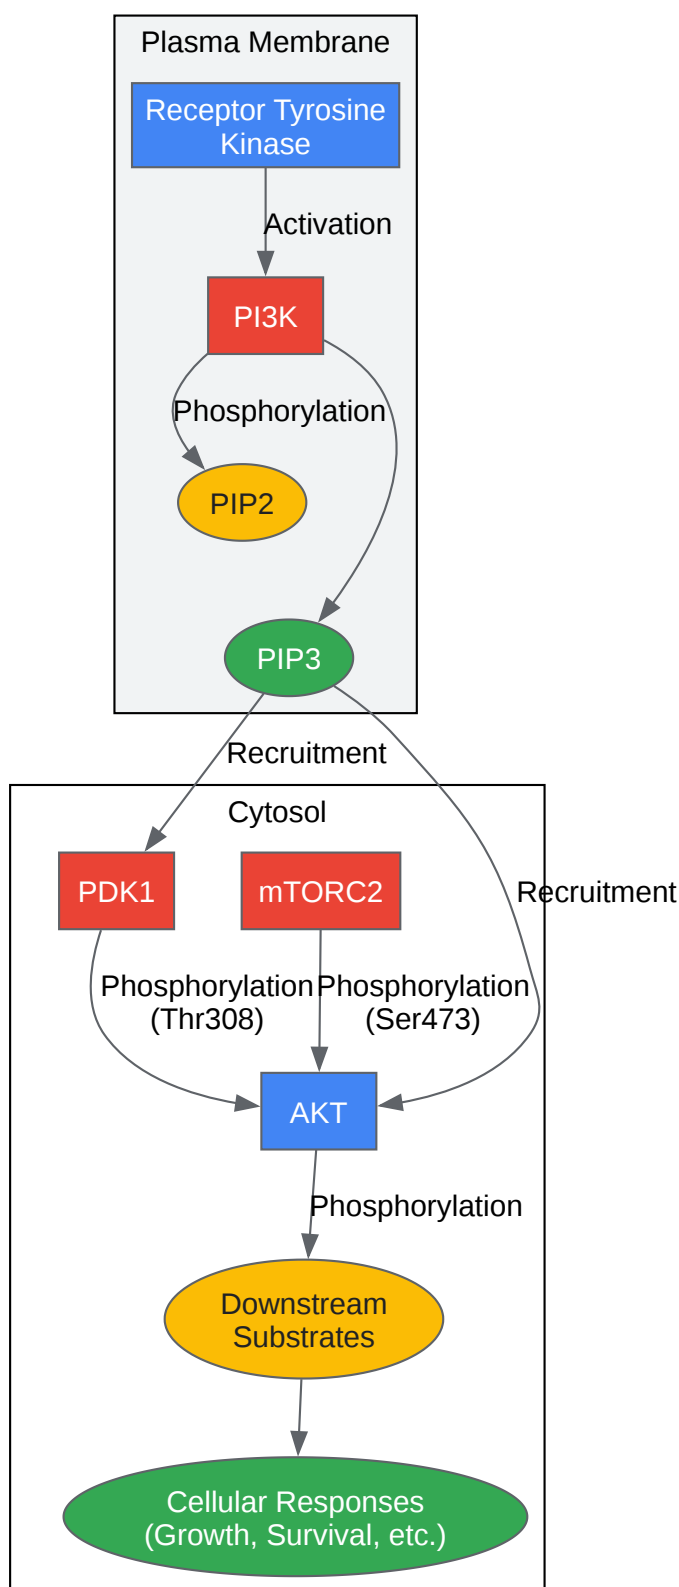 Plasma Membrane
Receptor Tyrosine
Kinase
Activation
PI3K
Phosphorylation
PIP2
PIP3
Recruitment
Cytosol
PDK1
mTORC2
Recruitment
Phosphorylation
(Thr308)
Phosphorylation
(Ser473)
AKT
Phosphorylation
Downstream
Substrates
Cellular Responses
(Growth, Survival, etc.)